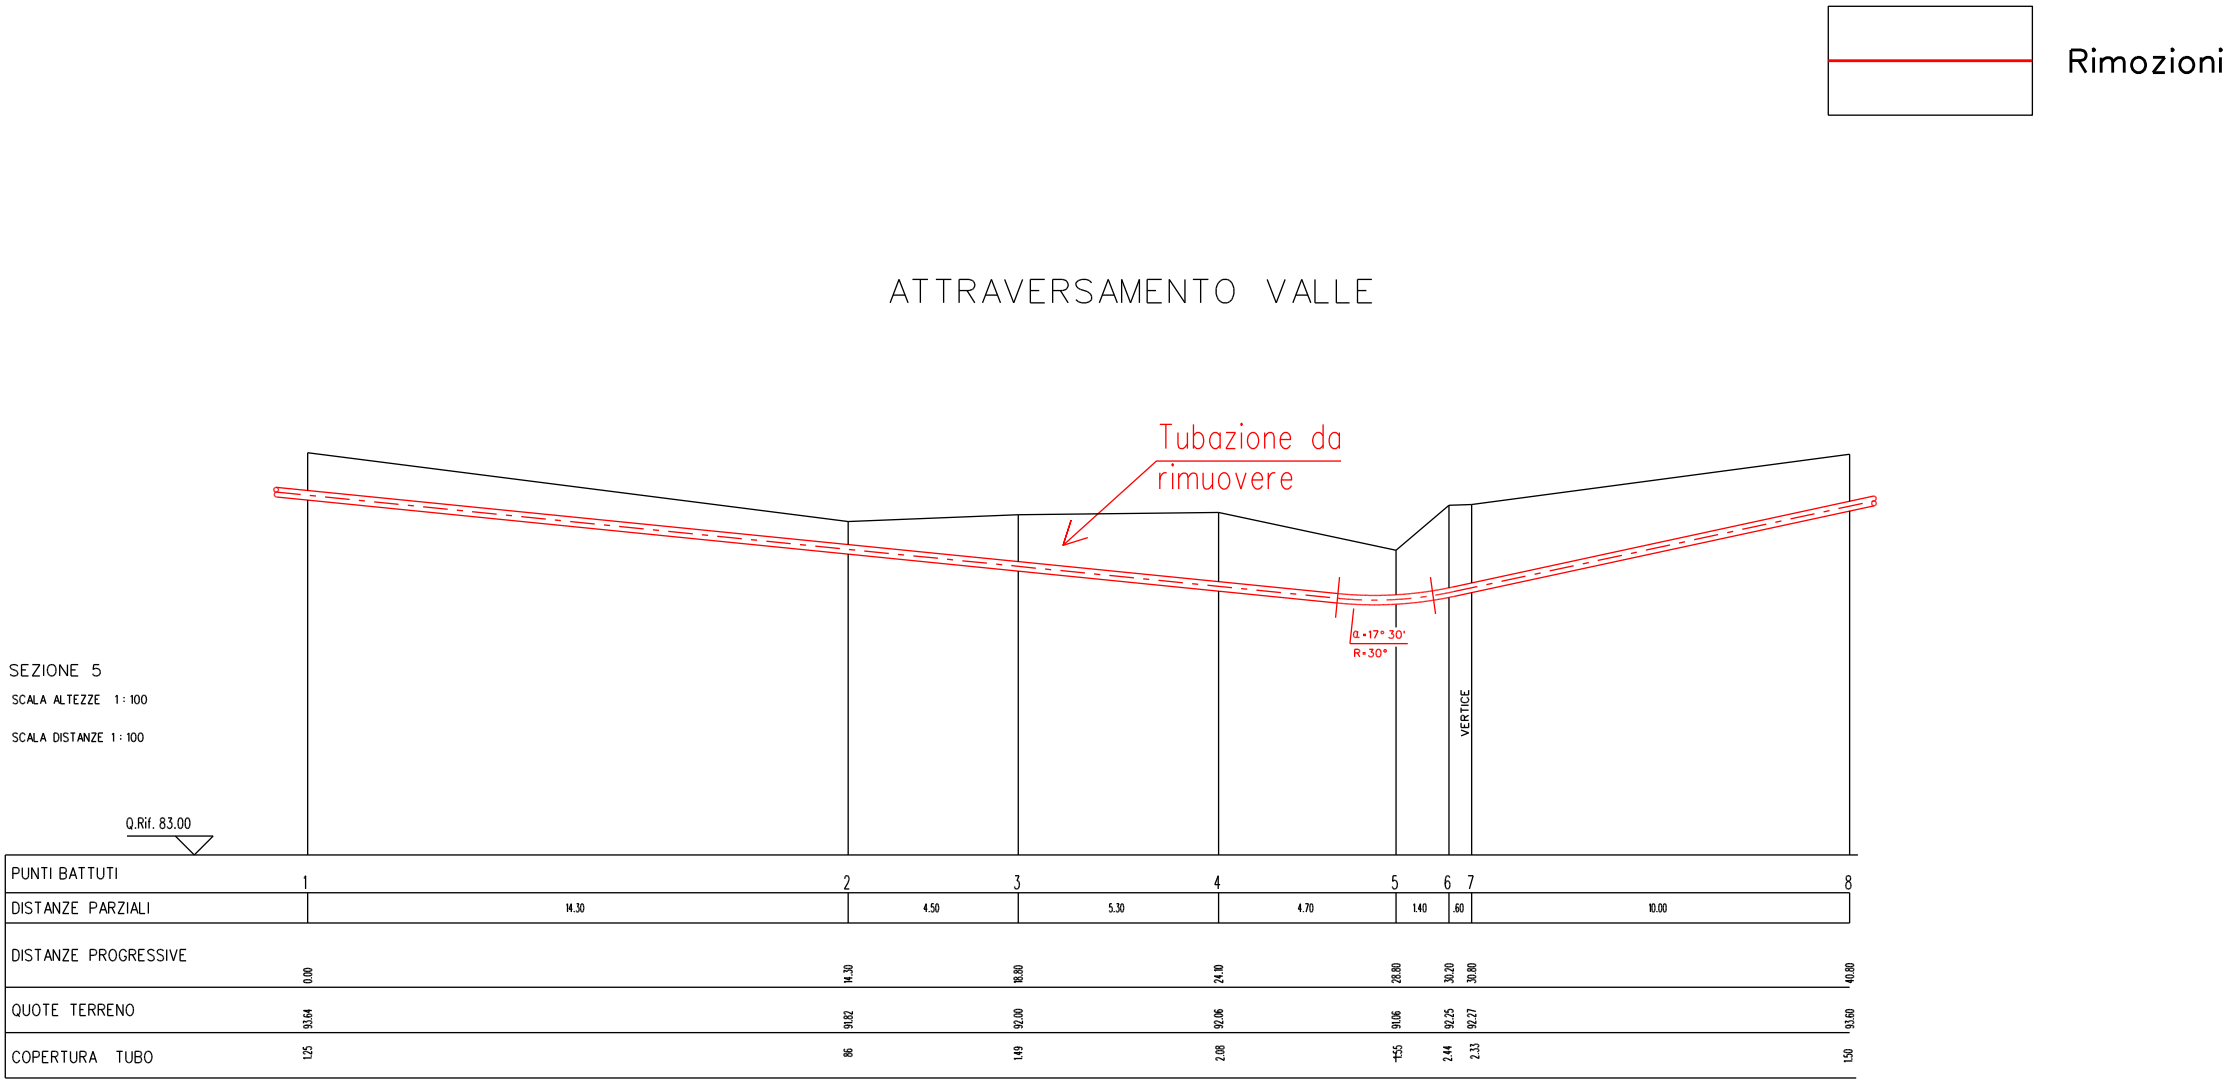 Rimozioni
ATTRAVERSAMENTO VALLE
Tubazione da
rimuovere
α=17° 30'
R=30°
SEZIONE 5
SCALA ALTEZZE 1 : 100
SCALA DISTANZE 1 : 100
VERTICE
Q.Rif. 83.00
PUNTI BATTUTI 1 2 3 4 5 6 7 8
DISTANZE PARZIALI 14.30 4.50 5.30 4.70 1.40 .60 10.00
DISTANZE PROGRESSIVE 0.00 14.30 18.80 24.10 28.80 30.20 30.80 40.80
QUOTE TERRENO 93.64 91.82 92.00 92.06 91.06 92.25 92.27 93.60
COPERTURA TUBO 1.25 86 1.49 2.08 1.55 2.44 2.33 1.50